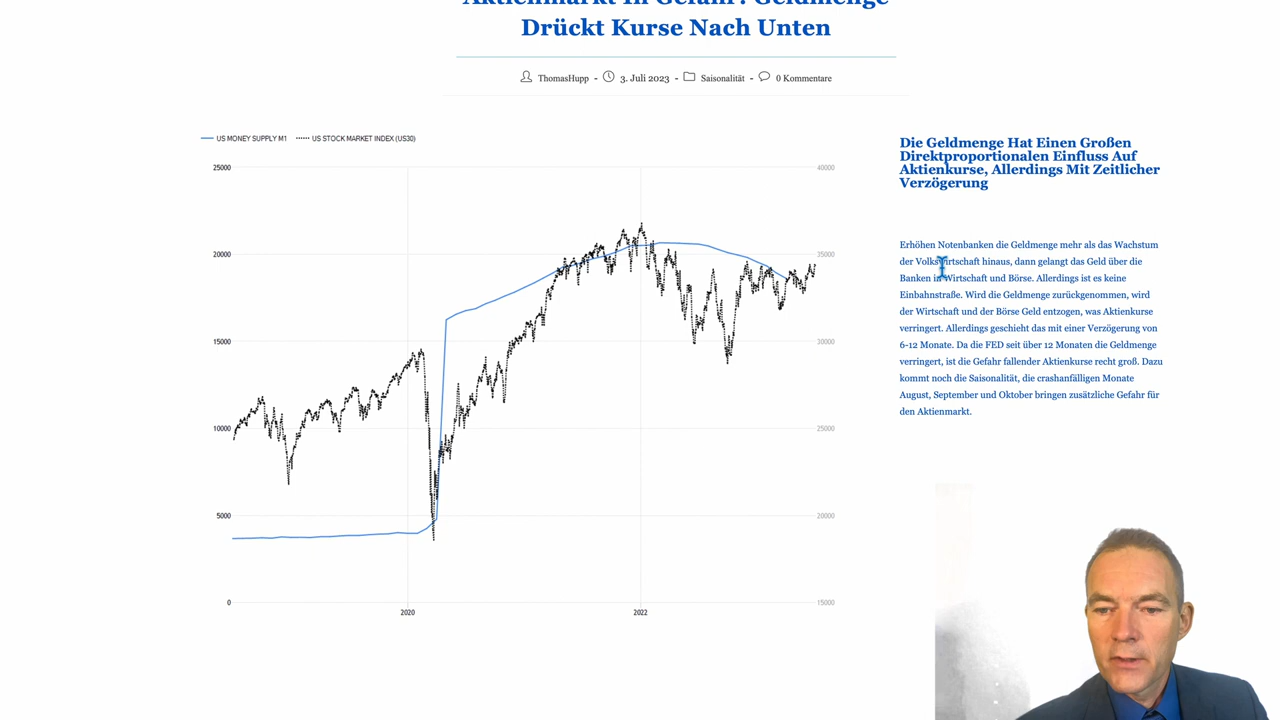 Aktienmarkt In Gefahr? Geldmenge
Drückt Kurse Nach Unten
ThomasHupp - 3. Juli 2023 - Saisonalität - 0 Kommentare
US MONEY SUPPLY M1 US STOCK MARKET INDEX (US30)
25000
20000
15000
10000
5000
0
40000
35000
30000
25000
20000
15000
2020
2022
Die Geldmenge Hat Einen Großen
Direktproportionalen Einfluss Auf
Aktienkurse, Allerdings Mit Zeitlicher
Verzögerung
Erhöhen Notenbanken die Geldmenge mehr als das Wachstum
der Volkswirtschaft hinaus, dann gelangt das Geld über die
Banken in Wirtschaft und Börse. Allerdings ist es keine
Einbahnstraße. Wird die Geldmenge zurückgenommen, wird
der Wirtschaft und der Börse Geld entzogen, was Aktienkurse
verringert. Allerdings geschieht das mit einer Verzögerung von
6-12 Monate. Da die FED seit über 12 Monaten die Geldmenge
verringert, ist die Gefahr fallender Aktienkurse recht groß. Dazu
kommt noch die Saisonalität, die crashanfälligen Monate
August, September und Oktober bringen zusätzliche Gefahr für
den Aktienmarkt.